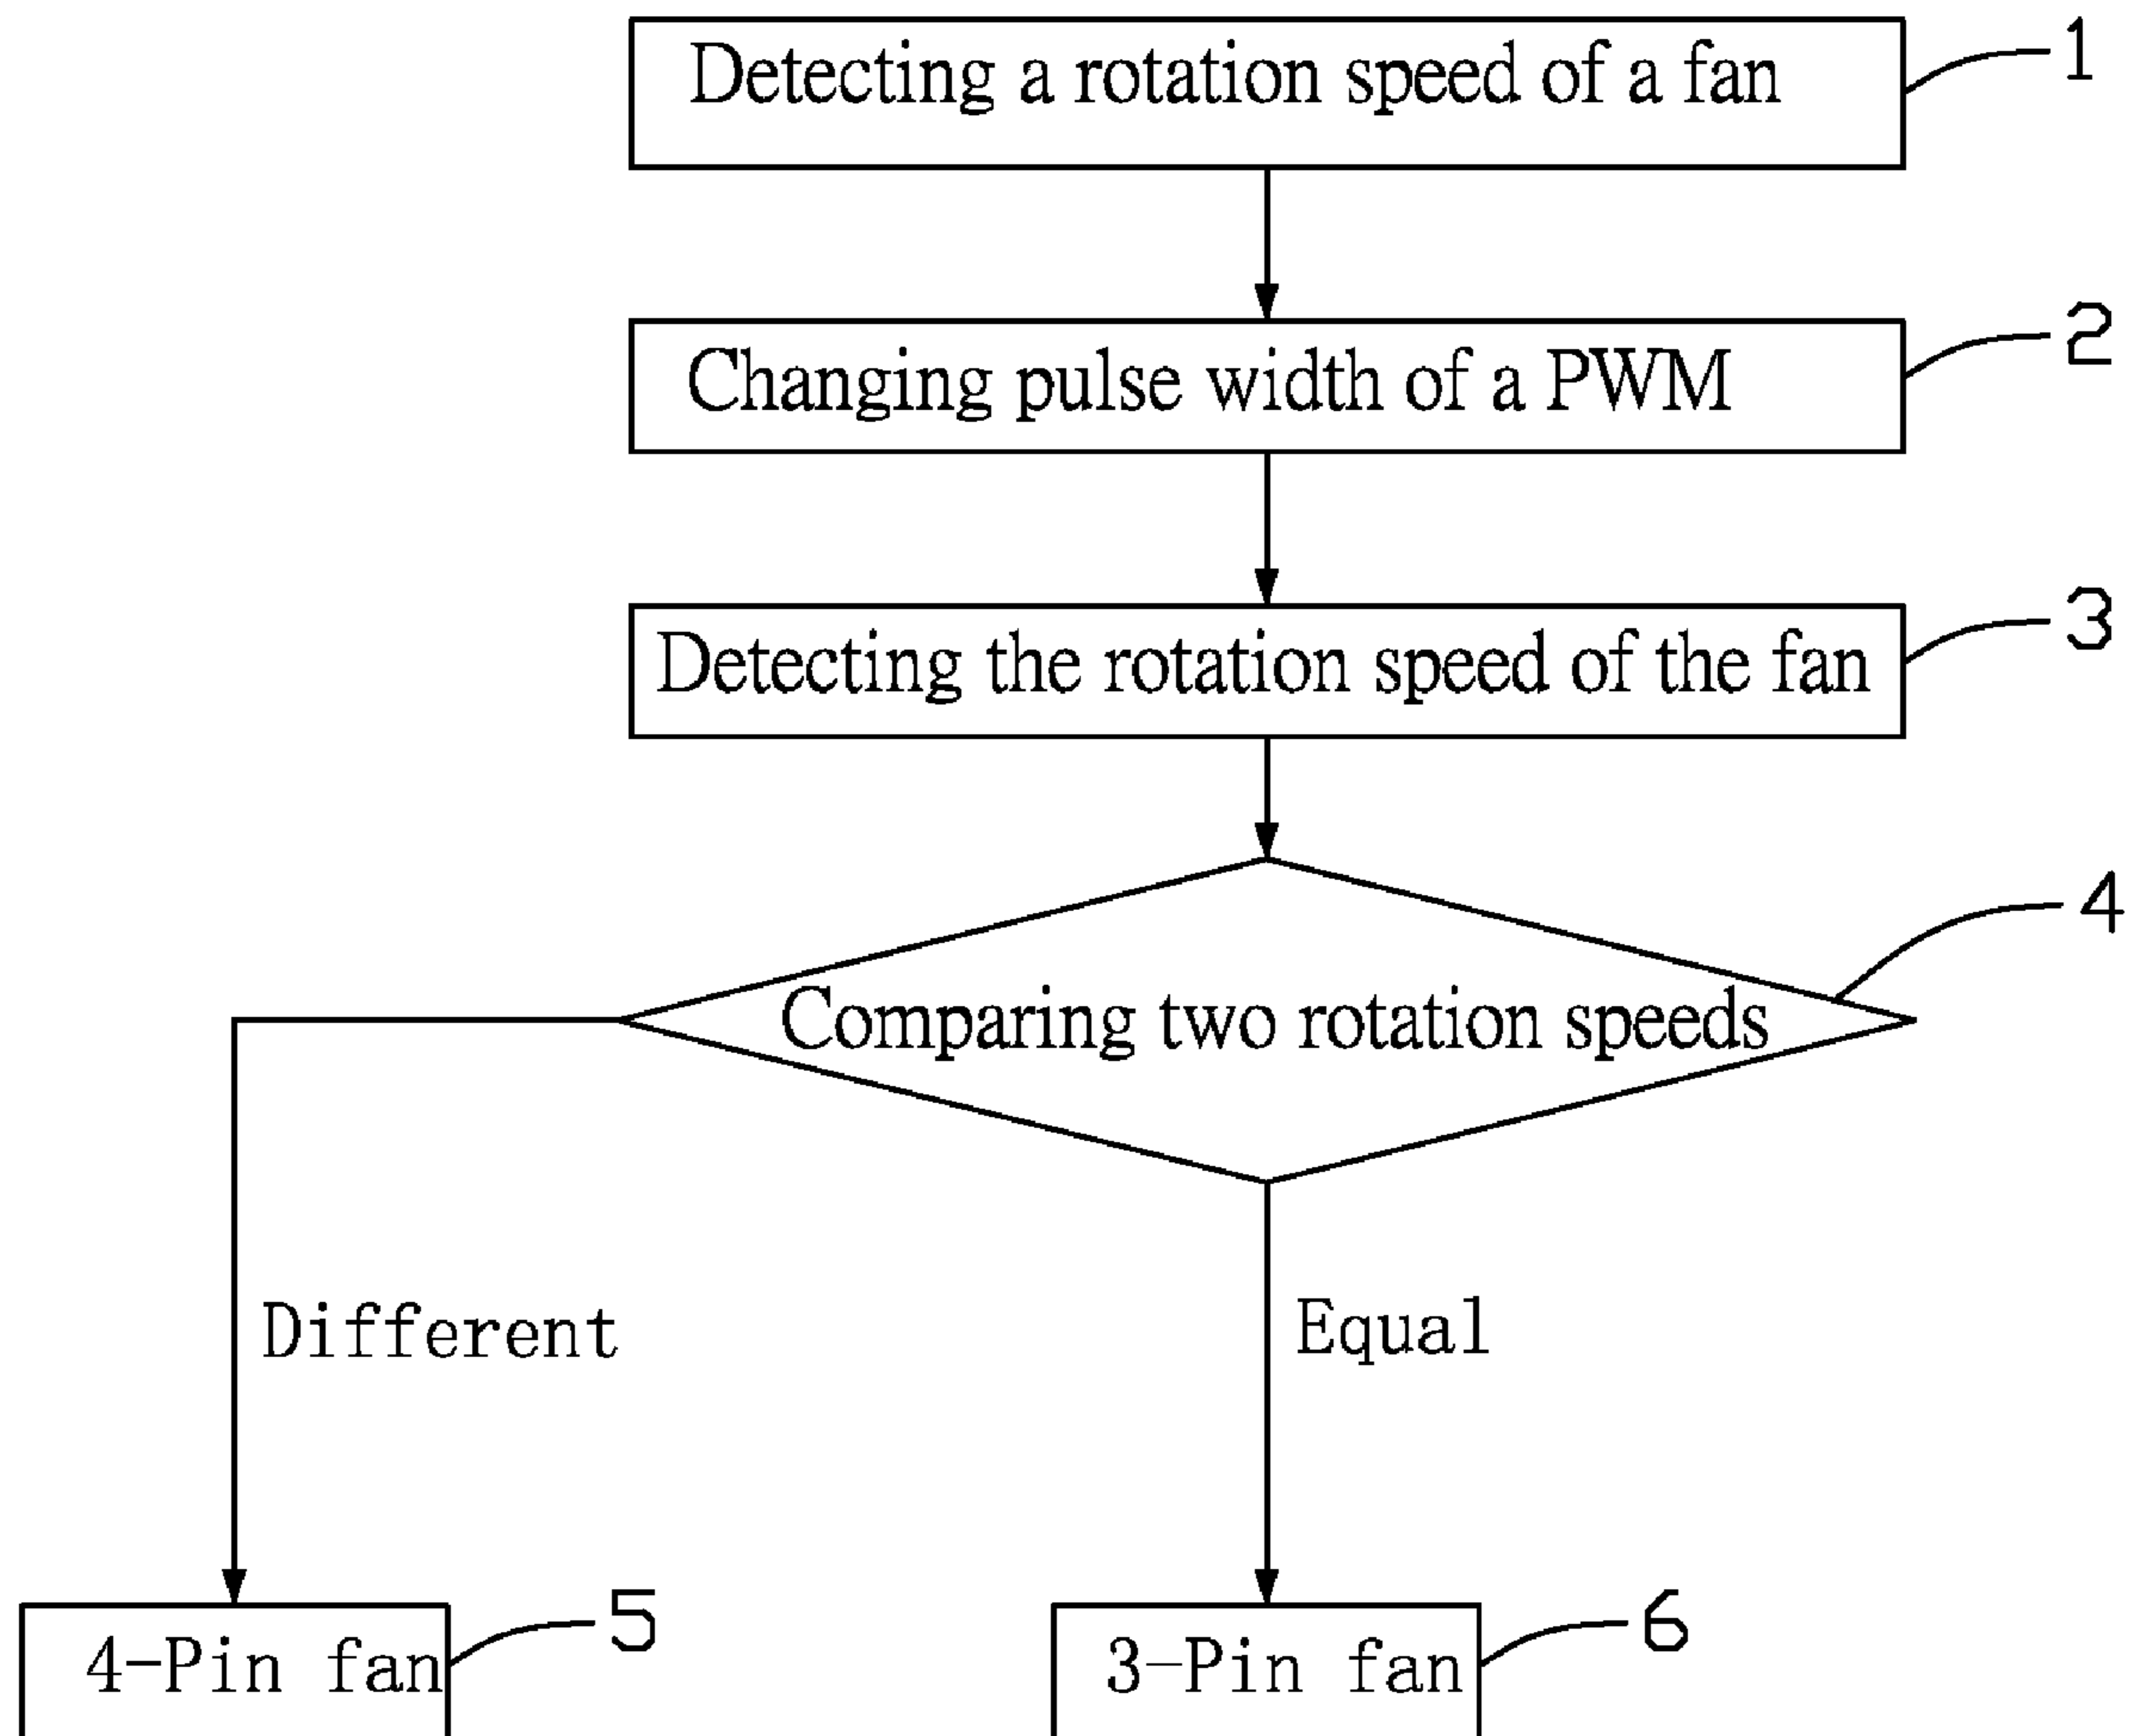 Detecting a rotation speed of a fan
1
Changing pulse width of a PWM
2
Detecting the rotation speed of the fan
3
Comparing two rotation speeds
4
Different
Equal
4-Pin fan
5
3-Pin fan
6